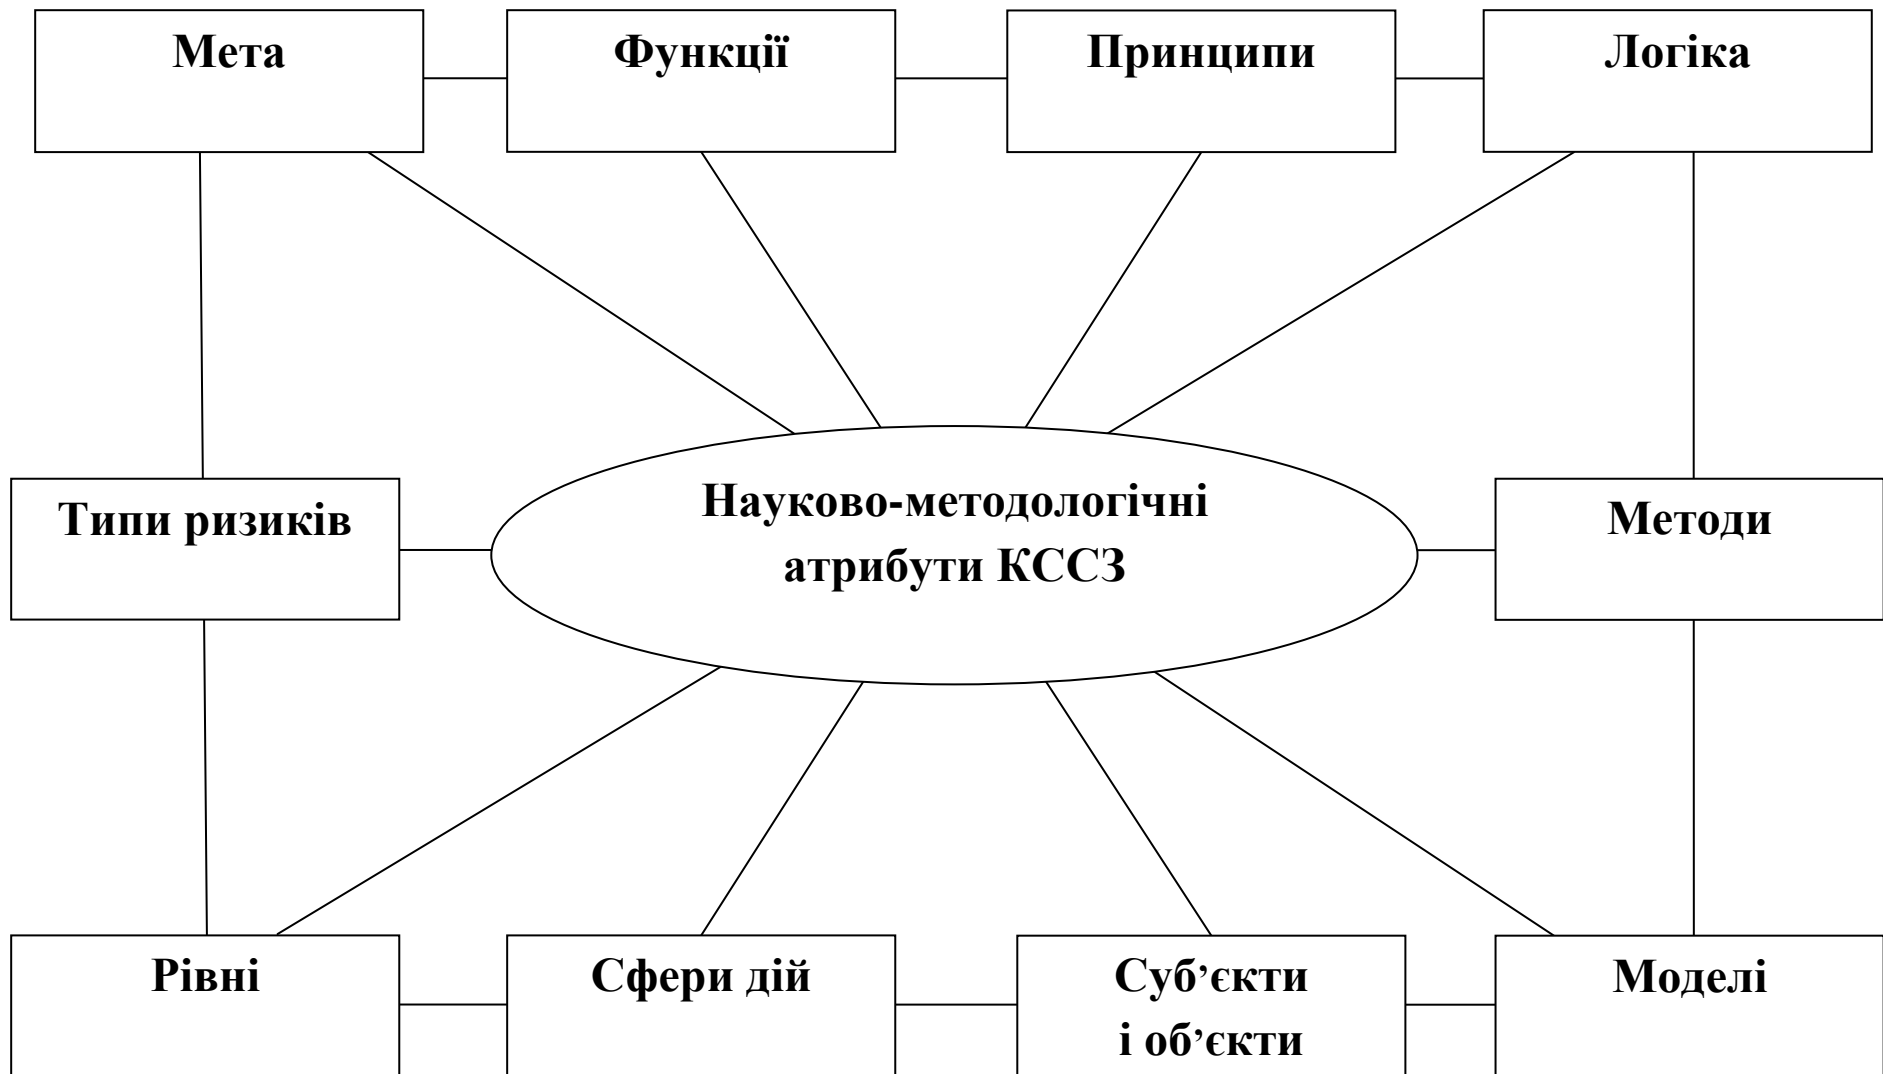 Мета
Функції
Принципи
Логіка
Типи ризиків
Науково-методологічні
атрибути КССЗ
Методи
Рівні
Сфери дій
Суб’єкти
і об’єкти
Моделі